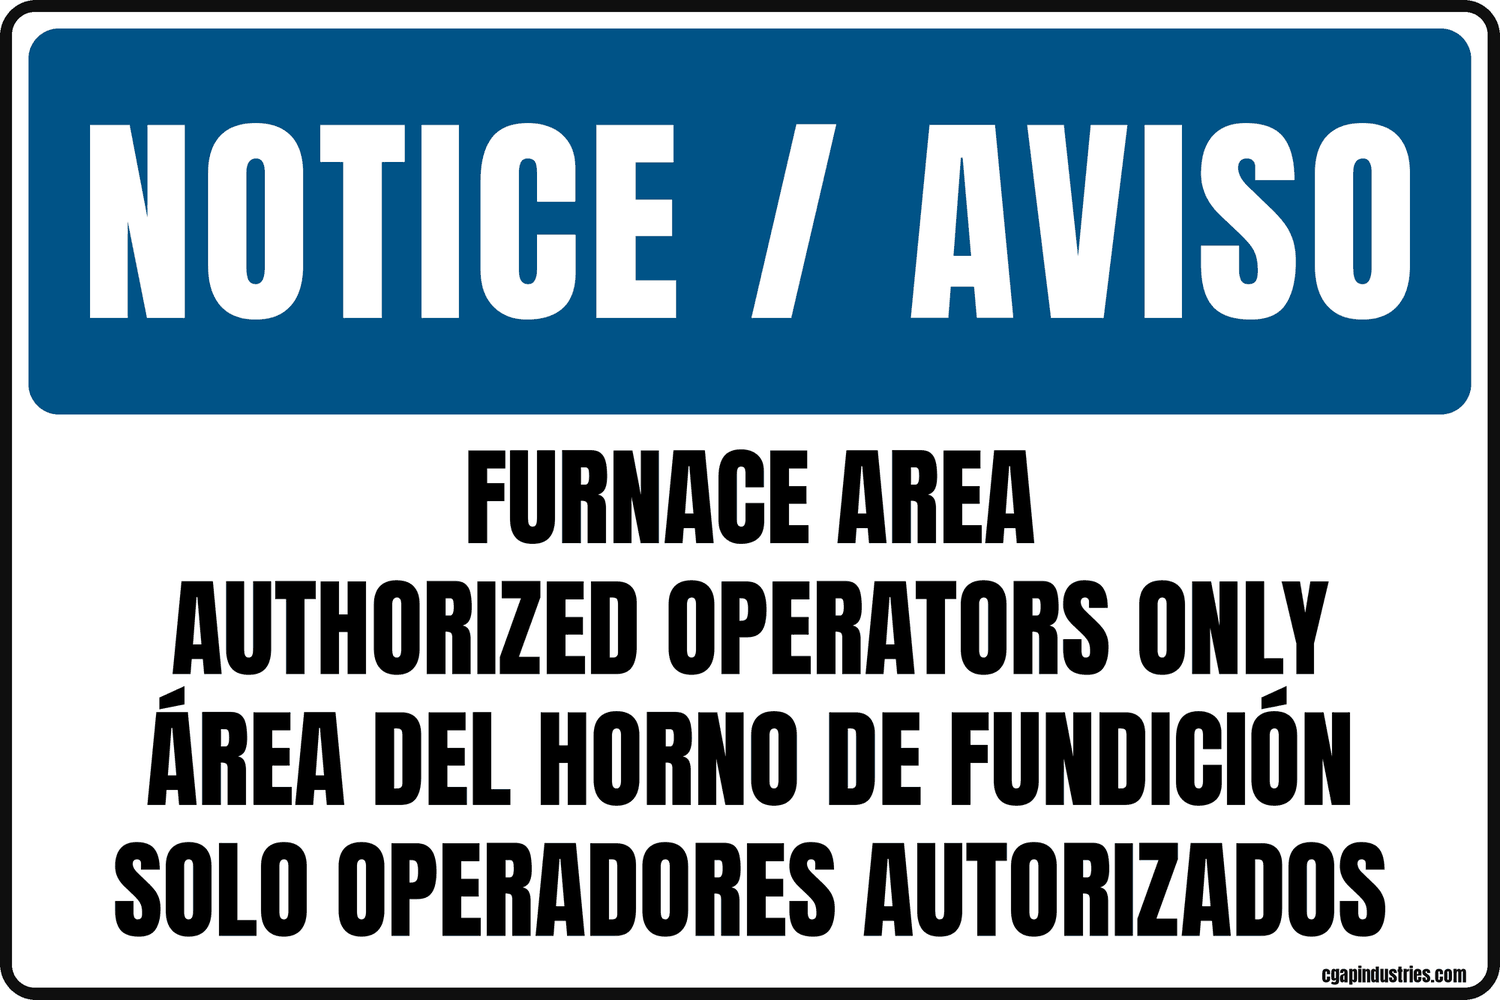 NOTICE / AVISO
FURNACE AREA
AUTHORIZED OPERATORS ONLY
ÁREA DEL HORNO DE FUNDICIÓN
SOLO OPERADORES AUTORIZADOS
cgapindustries.com